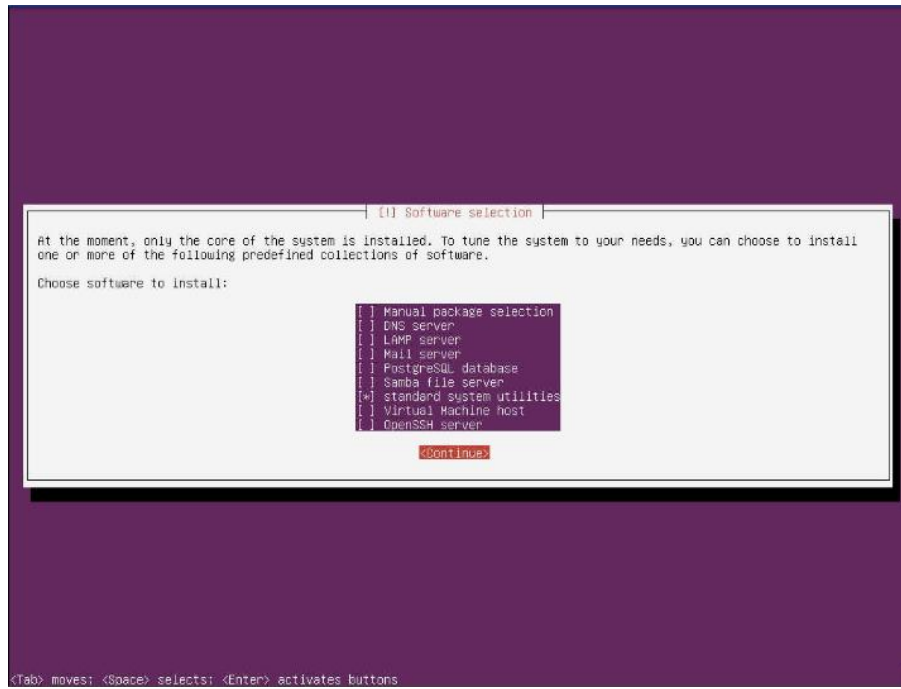 [!] Software selection
At the moment, only the core of the system is installed. To tune the system to your needs, you can choose to install
one or more of the following predefined collections of software.
Choose software to install:
[ ] Manual package selection
[ ] DNS server
[ ] LAMP server
[ ] Mail server
[ ] PostgreSQL database
[ ] Samba file server
[*] standard system utilities
[ ] Virtual Machine host
[ ] OpenSSH server
<Continue>
<Tab> moves; <Space> selects; <Enter> activates buttons